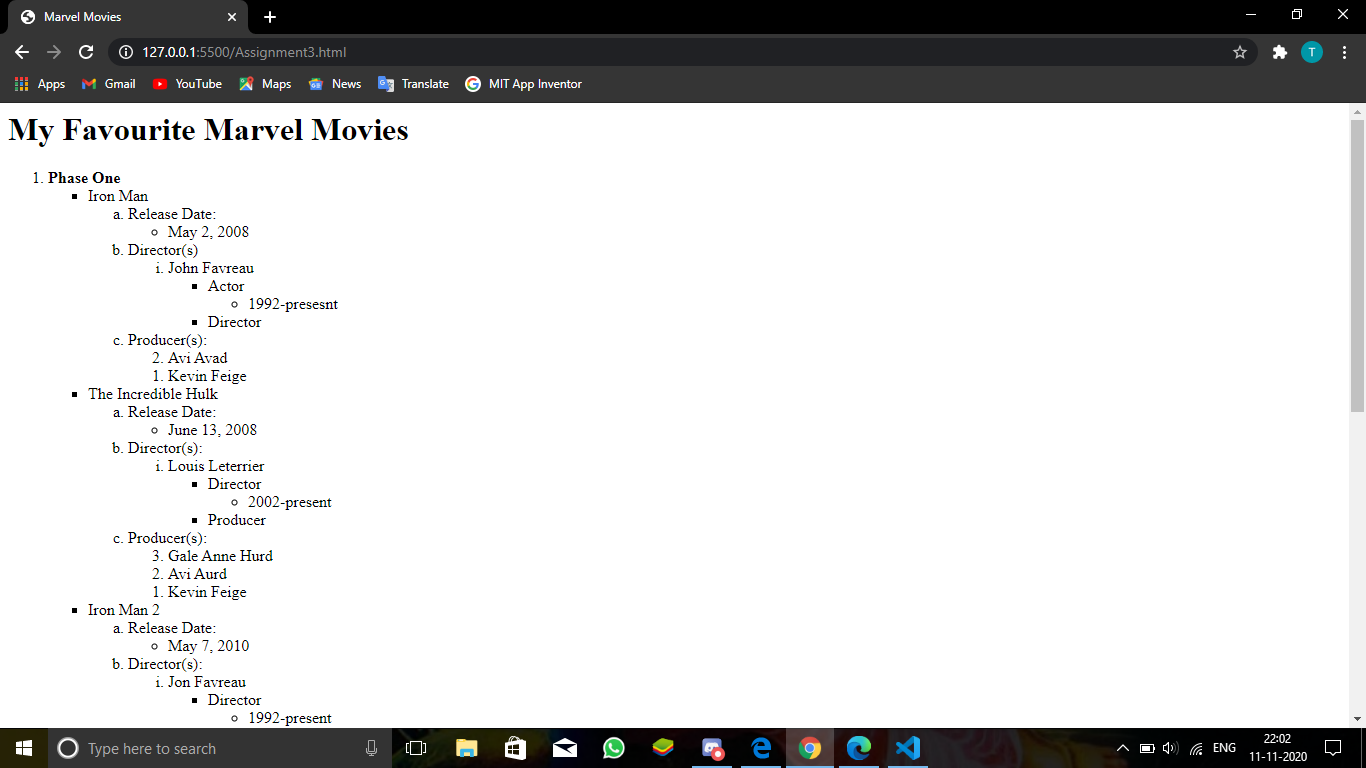 Marvel Movies
127.0.0.1:5500/Assignment3.html
T
Apps Gmail YouTube Maps News Translate MIT App Inventor
My Favourite Marvel Movies
1. Phase One
Iron Man
a. Release Date:
May 2, 2008
b. Director(s)
i. John Favreau
Actor
1992-presesnt
Director
c. Producer(s):
2. Avi Avad
1. Kevin Feige
The Incredible Hulk
a. Release Date:
June 13, 2008
b. Director(s):
i. Louis Leterrier
Director
2002-present
Producer
c. Producer(s):
3. Gale Anne Hurd
2. Avi Aurd
1. Kevin Feige
Iron Man 2
a. Release Date:
May 7, 2010
b. Director(s):
i. Jon Favreau
Director
1992-present
Type here to search
ENG
22:02
11-11-2020